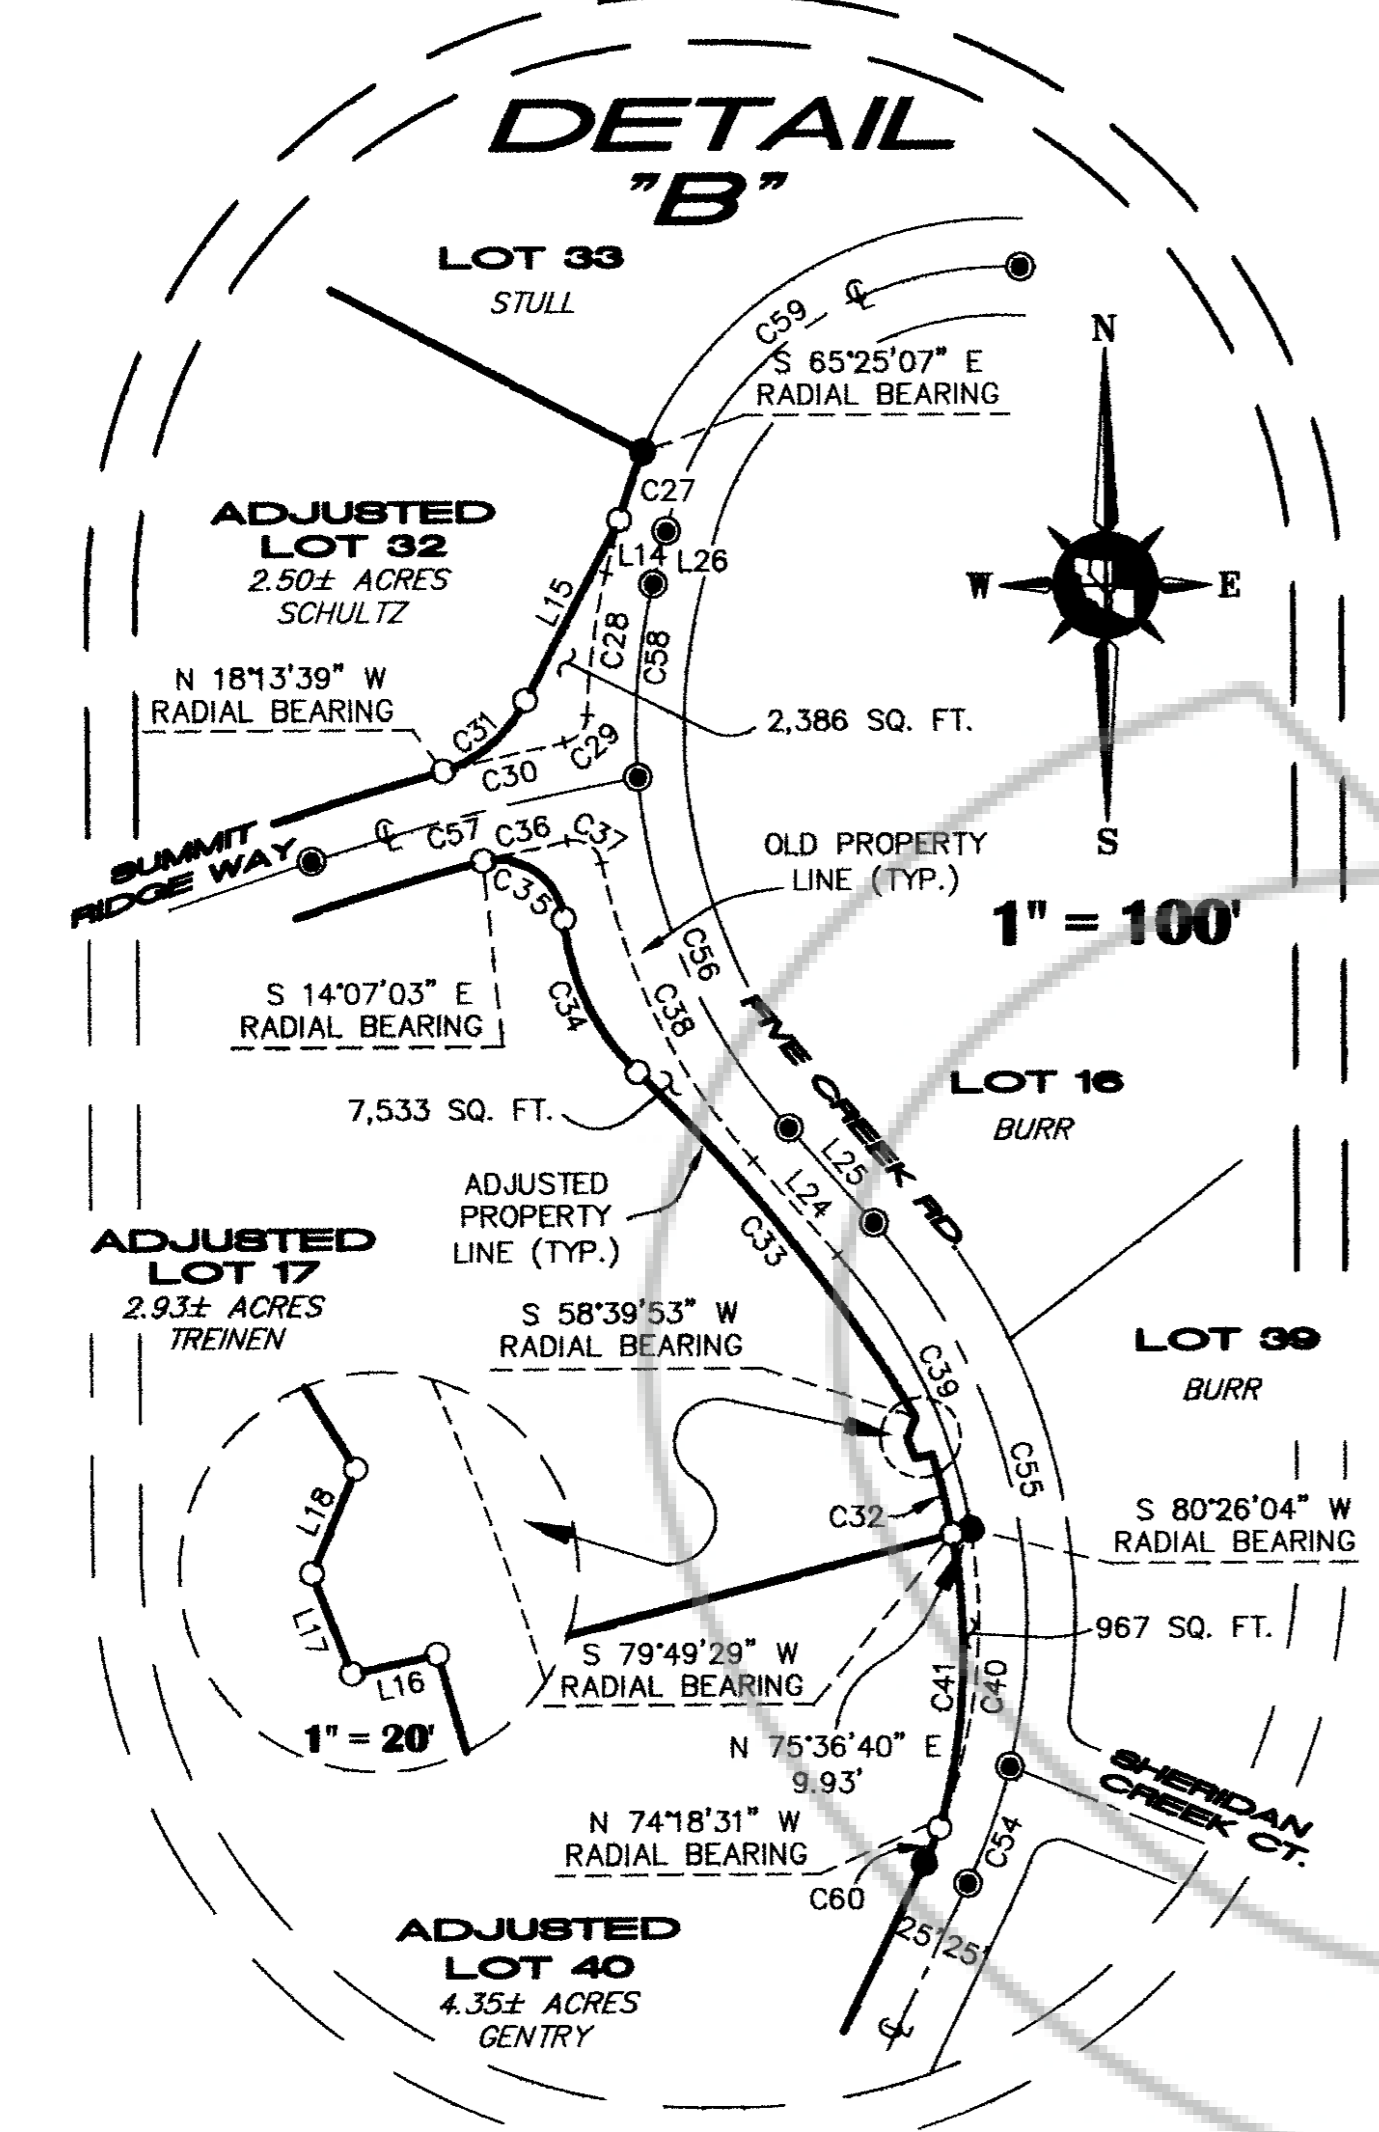 DETAIL
"B"
LOT 33
STULL
C59
S 65°25'07" E
RADIAL BEARING
N
W
E
S
C27
L14
L26
ADJUSTED
LOT 32
2.50± ACRES
SCHULTZ
L15
C28
C58
N 18°13'39" W
RADIAL BEARING
2,386 SQ. FT.
C31
C29
C30
SUMMIT
RIDGE WAY
C57
C36
C37
C35
OLD PROPERTY
LINE (TYP.)
1" = 100'
C56
S 14°07'03" E
RADIAL BEARING
C34
C38
FIVE CREEK RD.
LOT 16
BURR
7,533 SQ. FT.
L25
L24
ADJUSTED
PROPERTY
LINE (TYP.)
C33
ADJUSTED
LOT 17
2.93± ACRES
TREINEN
S 58°39'53" W
RADIAL BEARING
LOT 39
BURR
C39
C55
C32
S 80°26'04" W
RADIAL BEARING
L18
L17
L16
1" = 20'
S 79°49'29" W
RADIAL BEARING
967 SQ. FT.
C41
C40
N 75°36'40" E
9.93'
SHERIDAN
CREEK CT.
N 74°18'31" W
RADIAL BEARING
C54
C60
25' 25'
ADJUSTED
LOT 40
4.35± ACRES
GENTRY